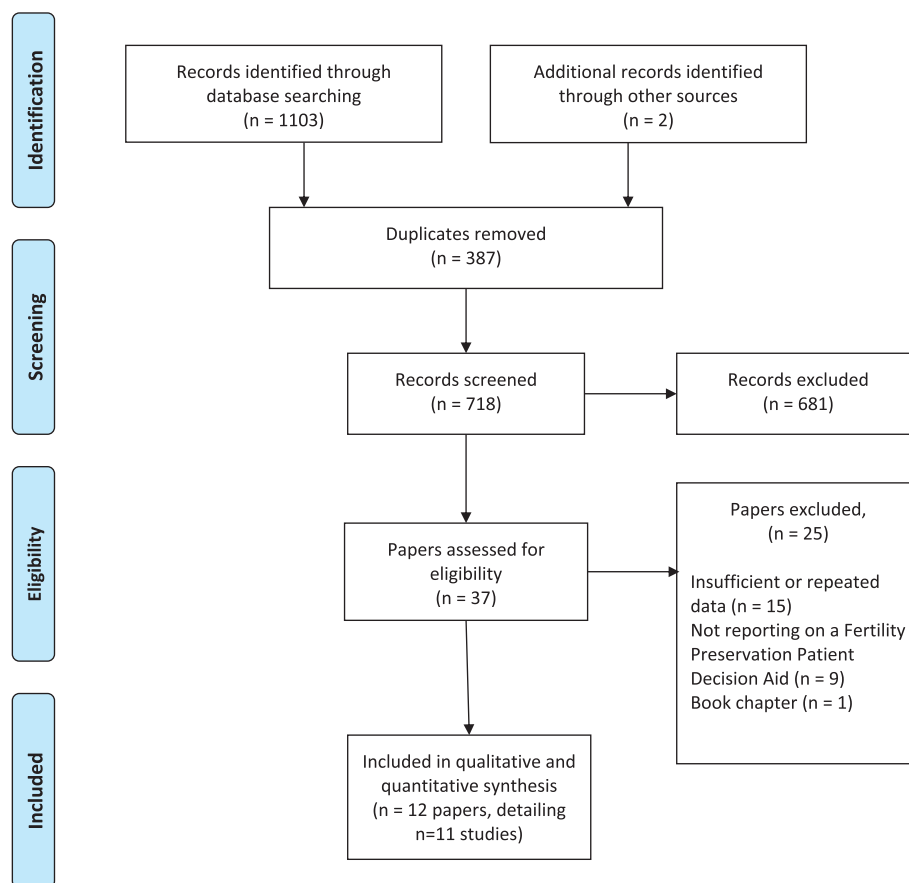 Identification
Records identified through
database searching
(n = 1103)
Additional records identified
through other sources
(n = 2)
Duplicates removed
(n = 387)
Screening
Records screened
(n = 718)
Records excluded
(n = 681)
Eligibility
Papers assessed for
eligibility
(n = 37)
Papers excluded,
(n = 25)
Insufficient or repeated
data (n = 15)
Not reporting on a Fertility
Preservation Patient
Decision Aid (n = 9)
Book chapter (n = 1)
Included
Included in qualitative and
quantitative synthesis
(n = 12 papers, detailing
n=11 studies)